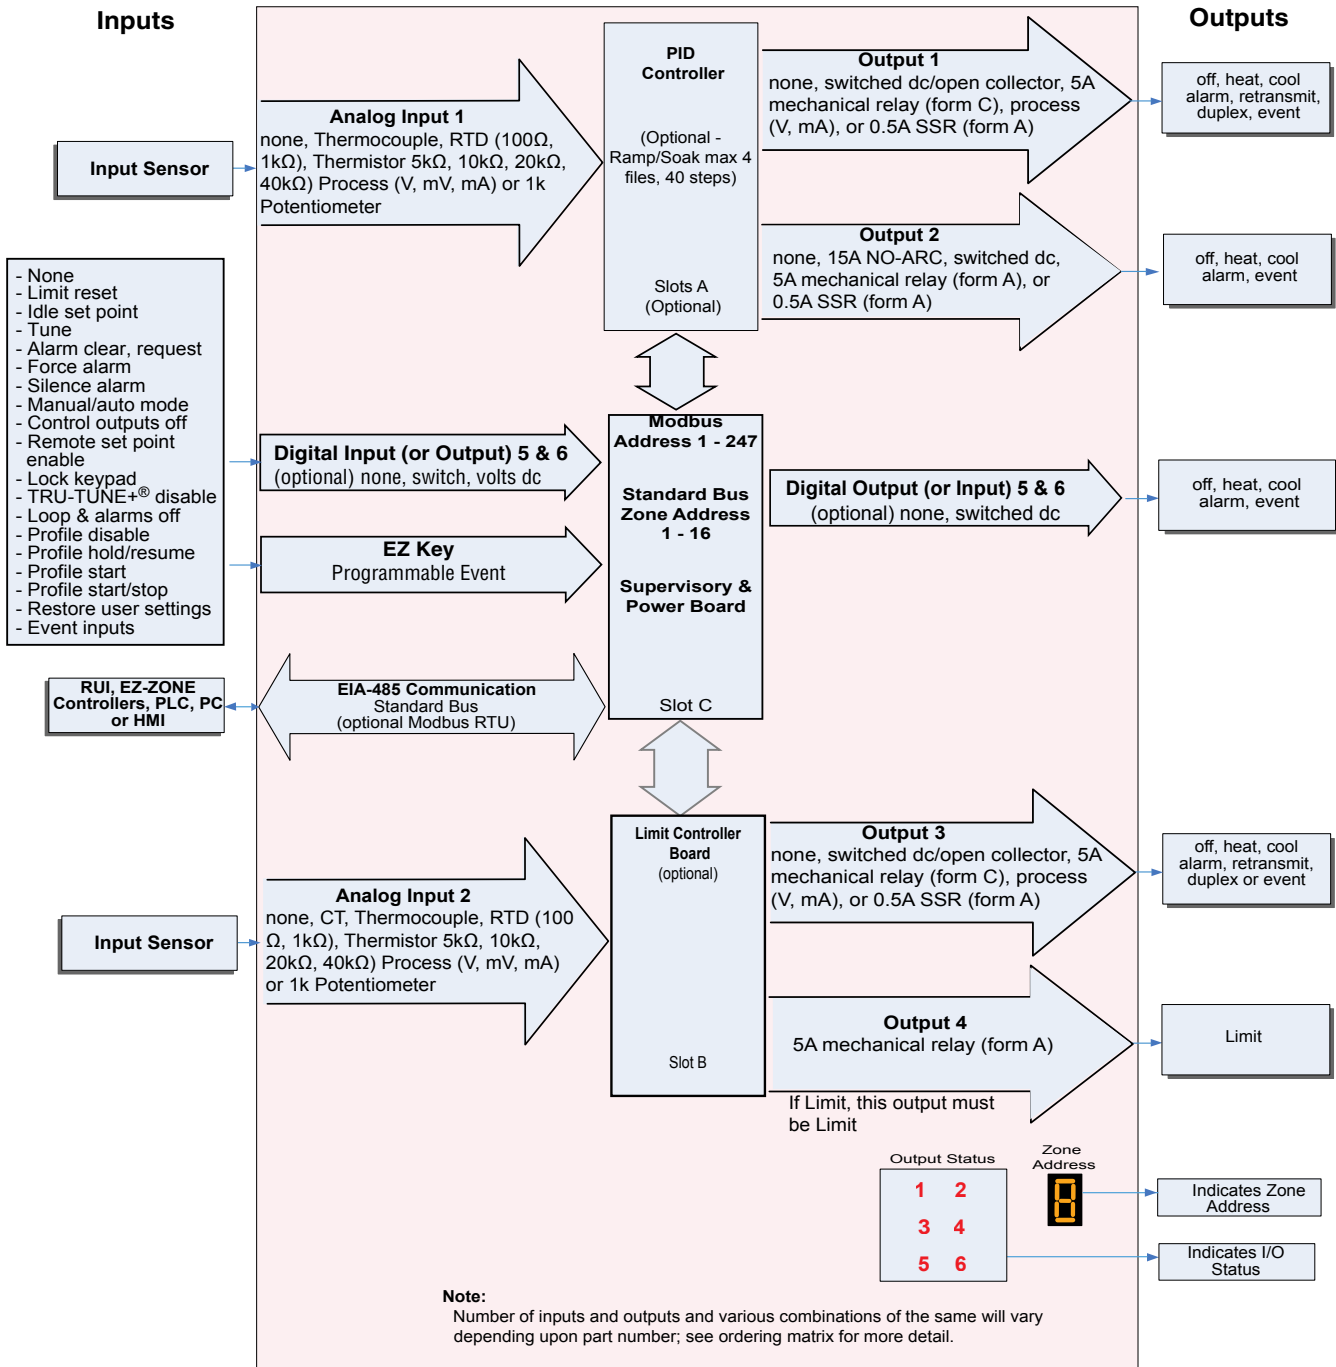 Inputs
Outputs
PID
Controller
(Optional -
Ramp/Soak max 4
files, 40 steps)
Slots A
(Optional)
Analog Input 1
none, Thermocouple, RTD (100Ω,
1kΩ), Thermistor 5kΩ, 10kΩ, 20kΩ,
40kΩ) Process (V, mV, mA) or 1k
Potentiometer
Input Sensor
Output 1
none, switched dc/open collector, 5A
mechanical relay (form C), process
(V, mA), or 0.5A SSR (form A)
off, heat, cool
alarm, retransmit,
duplex, event
Output 2
none, 15A NO-ARC, switched dc,
5A mechanical relay (form A), or
0.5A SSR (form A)
off, heat, cool
alarm, event
- None
- Limit reset
- Idle set point
- Tune
- Alarm clear, request
- Force alarm
- Silence alarm
- Manual/auto mode
- Control outputs off
- Remote set point
enable
- Lock keypad
- TRU-TUNE+® disable
- Loop & alarms off
- Profile disable
- Profile hold/resume
- Profile start
- Profile start/stop
- Restore user settings
- Event inputs
Digital Input (or Output) 5 & 6
(optional) none, switch, volts dc
EZ Key
Programmable Event
Modbus
Address 1 - 247
Standard Bus
Zone Address
1 - 16
Supervisory &
Power Board
Slot C
Digital Output (or Input) 5 & 6
(optional) none, switched dc
off, heat, cool
alarm, event
RUI, EZ-ZONE
Controllers, PLC, PC
or HMI
EIA-485 Communication
Standard Bus
(optional Modbus RTU)
Limit Controller
Board
(optional)
Slot B
Analog Input 2
none, CT, Thermocouple, RTD (100
Ω, 1kΩ), Thermistor 5kΩ, 10kΩ,
20kΩ, 40kΩ) Process (V, mV, mA)
or 1k Potentiometer
Input Sensor
Output 3
none, switched dc/open collector, 5A
mechanical relay (form C), process
(V, mA), or 0.5A SSR (form A)
off, heat, cool
alarm, retransmit,
duplex or event
Output 4
5A mechanical relay (form A)
If Limit, this output must
be Limit
Limit
Output Status
1 2
3 4
5 6
Zone
Address
8
Indicates Zone
Address
Indicates I/O
Status
Note:
Number of inputs and outputs and various combinations of the same will vary
depending upon part number; see ordering matrix for more detail.